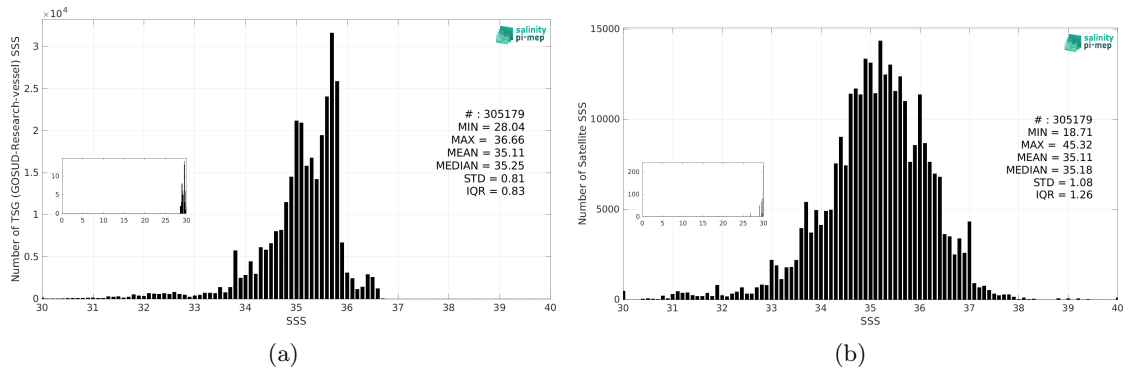 ×10⁴
3
2.5
2
1.5
1
0.5
0
Number of TSG (GOSUD-Research-vessel) SSS
salinity
pi-mep
# : 305179
MIN = 28.04
MAX = 36.66
MEAN = 35.11
MEDIAN = 35.25
STD = 0.81
IQR = 0.83
10
5
0
0 5 10 15 20 25 30
30 31 32 33 34 35 36 37 38 39 40
SSS
(a)
15000
10000
5000
0
Number of Satellite SSS
salinity
pi-mep
# : 305179
MIN = 18.71
MAX = 45.32
MEAN = 35.11
MEDIAN = 35.18
STD = 1.08
IQR = 1.26
200
100
0
0 5 10 15 20 25 30
30 31 32 33 34 35 36 37 38 39 40
SSS
(b)